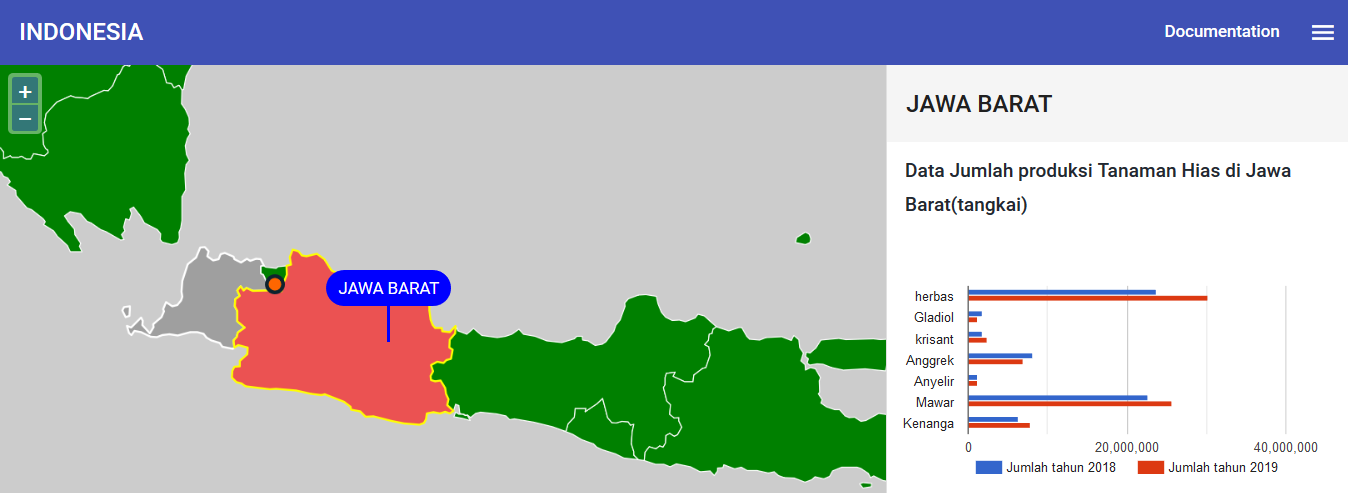 INDONESIA
Documentation
+
−
JAWA BARAT
JAWA BARAT
Data Jumlah produksi Tanaman Hias di Jawa
Barat(tangkai)
herbas
Gladiol
krisant
Anggrek
Anyelir
Mawar
Kenanga
0 20,000,000 40,000,000
Jumlah tahun 2018 Jumlah tahun 2019